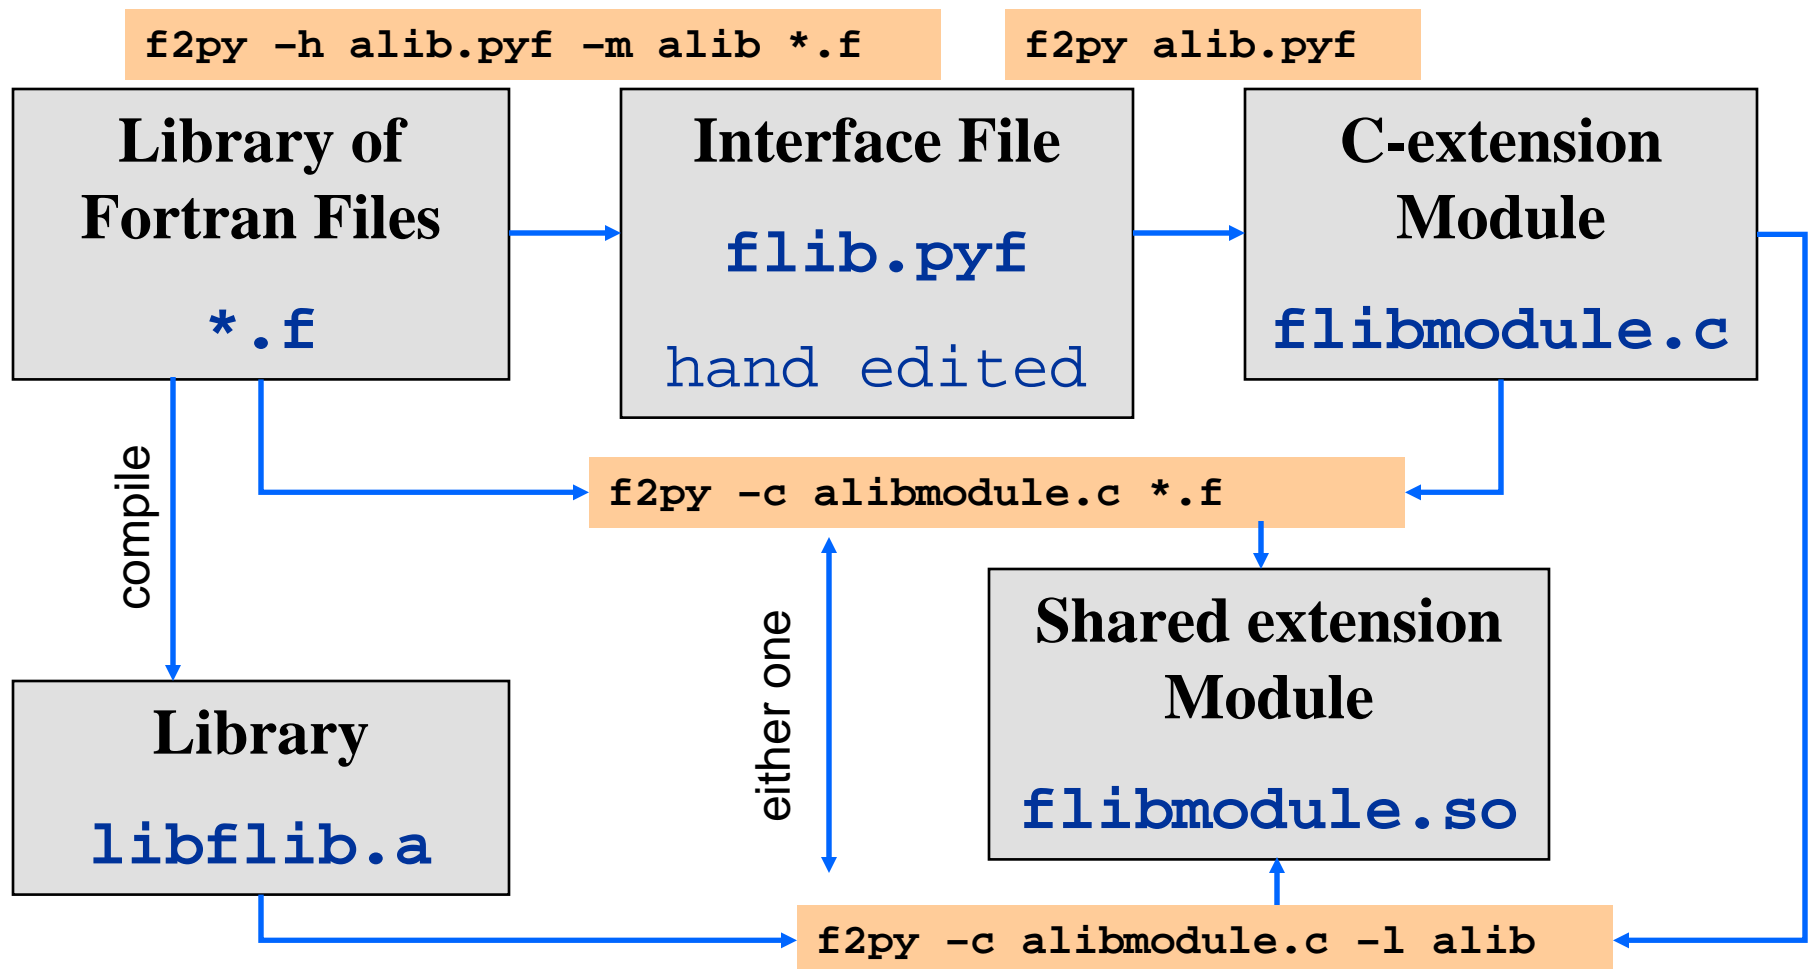 f2py –h alib.pyf –m alib *.f
f2py alib.pyf
Library of
Fortran Files
*.f
Interface File
flib.pyf
hand edited
C-extension
Module
flibmodule.c
compile
f2py –c alibmodule.c *.f
either one
Shared extension
Module
flibmodule.so
Library
libflib.a
f2py –c alibmodule.c –l alib